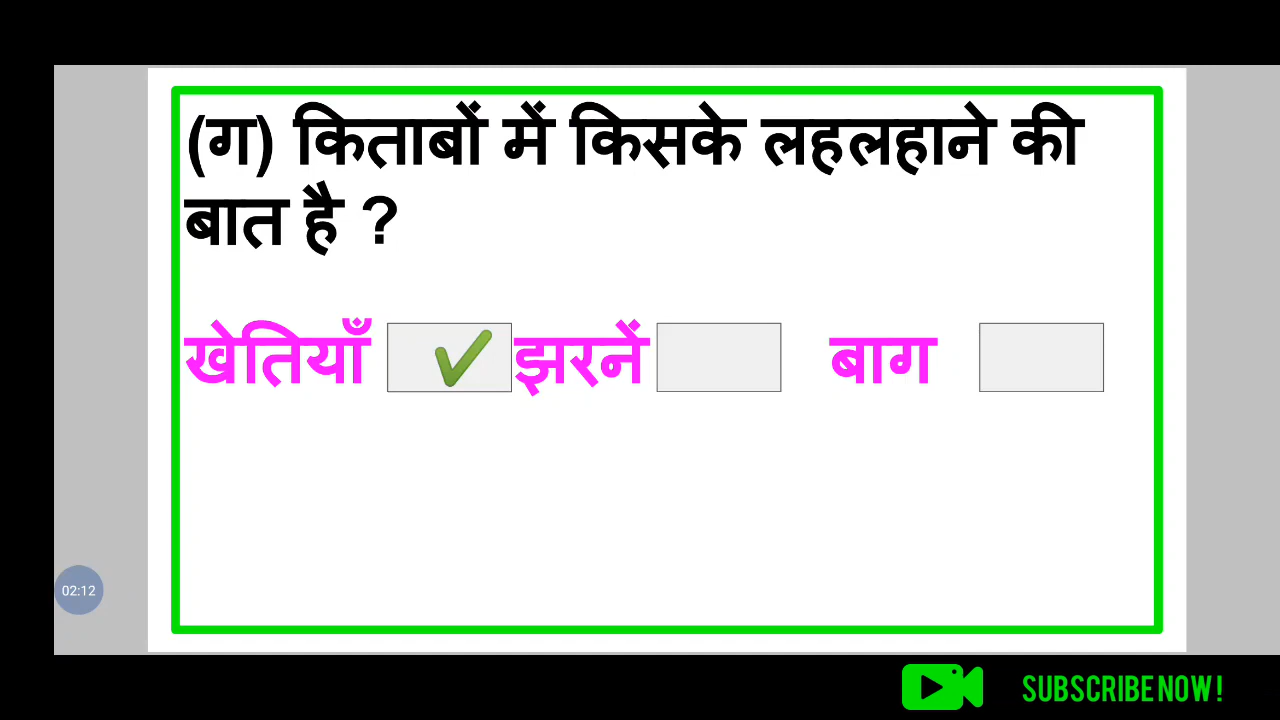 (ग) किताबों में किसके लहलहाने की
बात है ?
खेतियाँ झरनें बाग
02:12
SUBSCRIBE NOW !